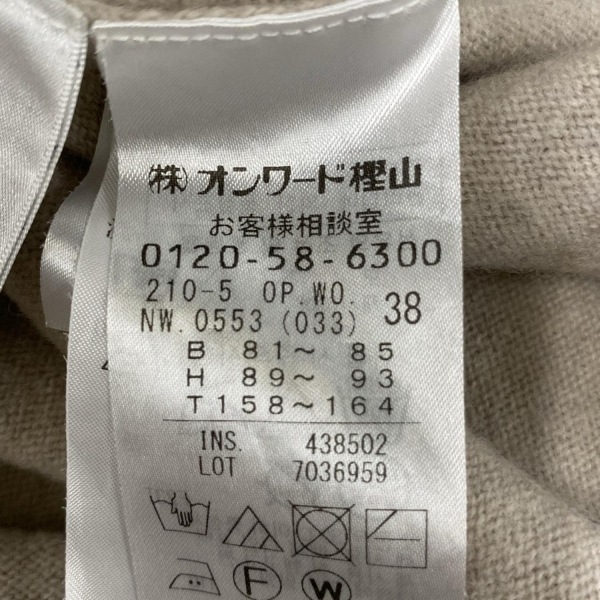 ㈱オンワード樫山
お客様相談室
0120-58-6300
210-5 OP.WO.
38
NW.0553 (033)
B 81～ 85
H 89～ 93
T158～164
INS. 438502
LOT 7036959
F
W